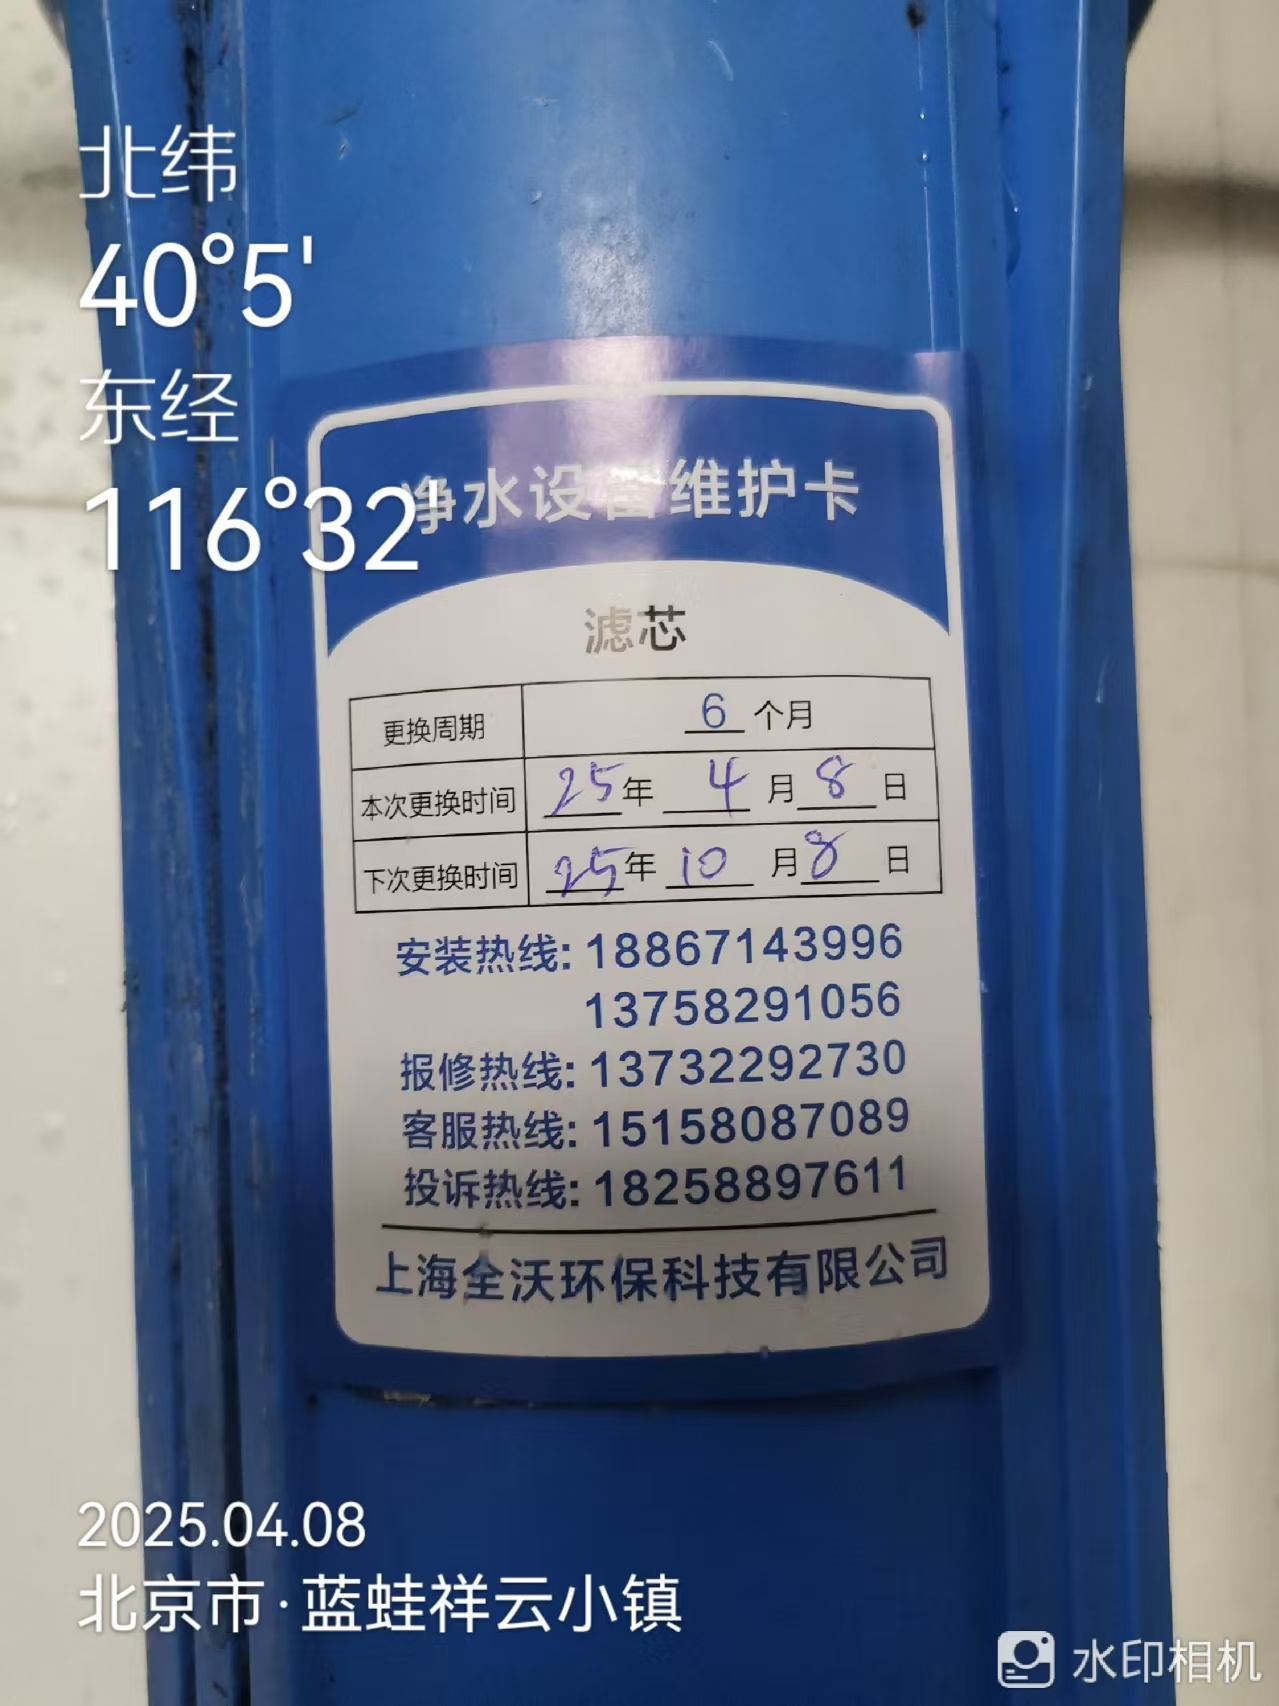 北纬
40°5'
东经
116°32'
净水设备维护卡
滤芯
更换周期 6 个月
本次更换时间 25年 4 月 8 日
下次更换时间 25年 10 月 8 日
安装热线: 18867143996
13758291056
报修热线: 13732292730
客服热线: 15158087089
投诉热线: 18258897611
上海全沃环保科技有限公司
2025.04.08
北京市·蓝蛙祥云小镇
水印相机